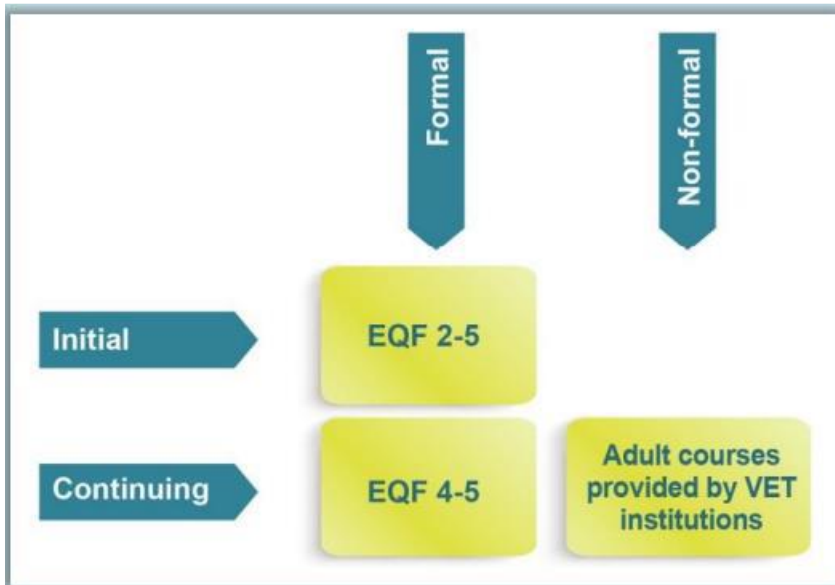 Formal
Non-formal
Initial
EQF 2-5
Continuing
EQF 4-5
Adult courses
provided by VET
institutions